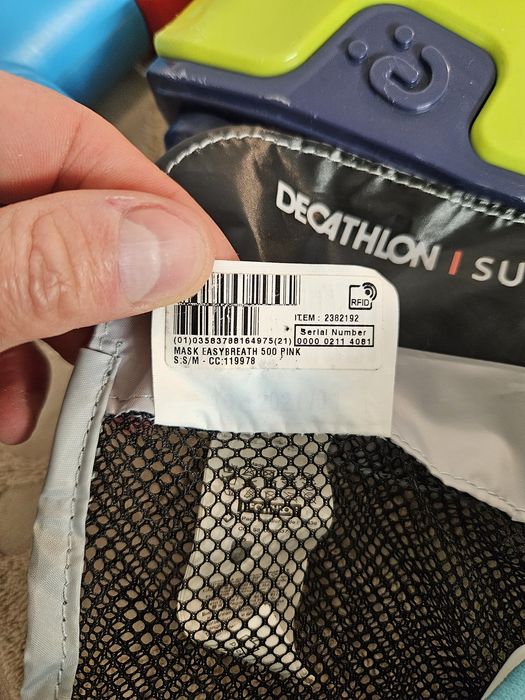 DECATHLON | SU
RFID
ITEM : 2382192
(01)03583788164975(21)
Serial Number
0000 0211 4081
MASK EASYBREATH 500 PINK
S:S/M - CC:119978